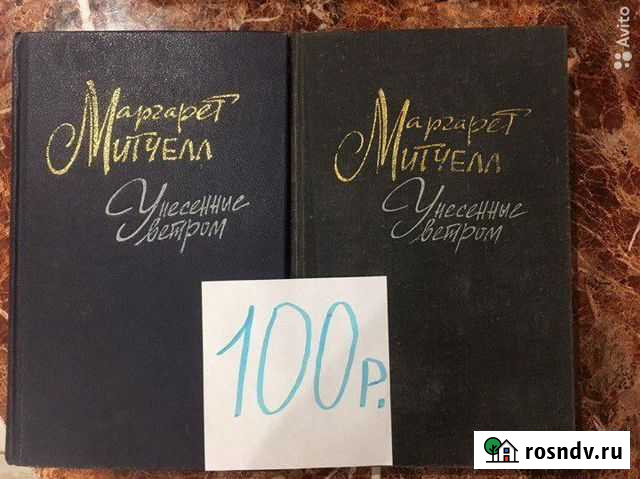 Маргарет
Митчелл
Унесенные
ветром
Маргарет
Митчелл
Унесенные
ветром
100р.
Avito
rosndv.ru